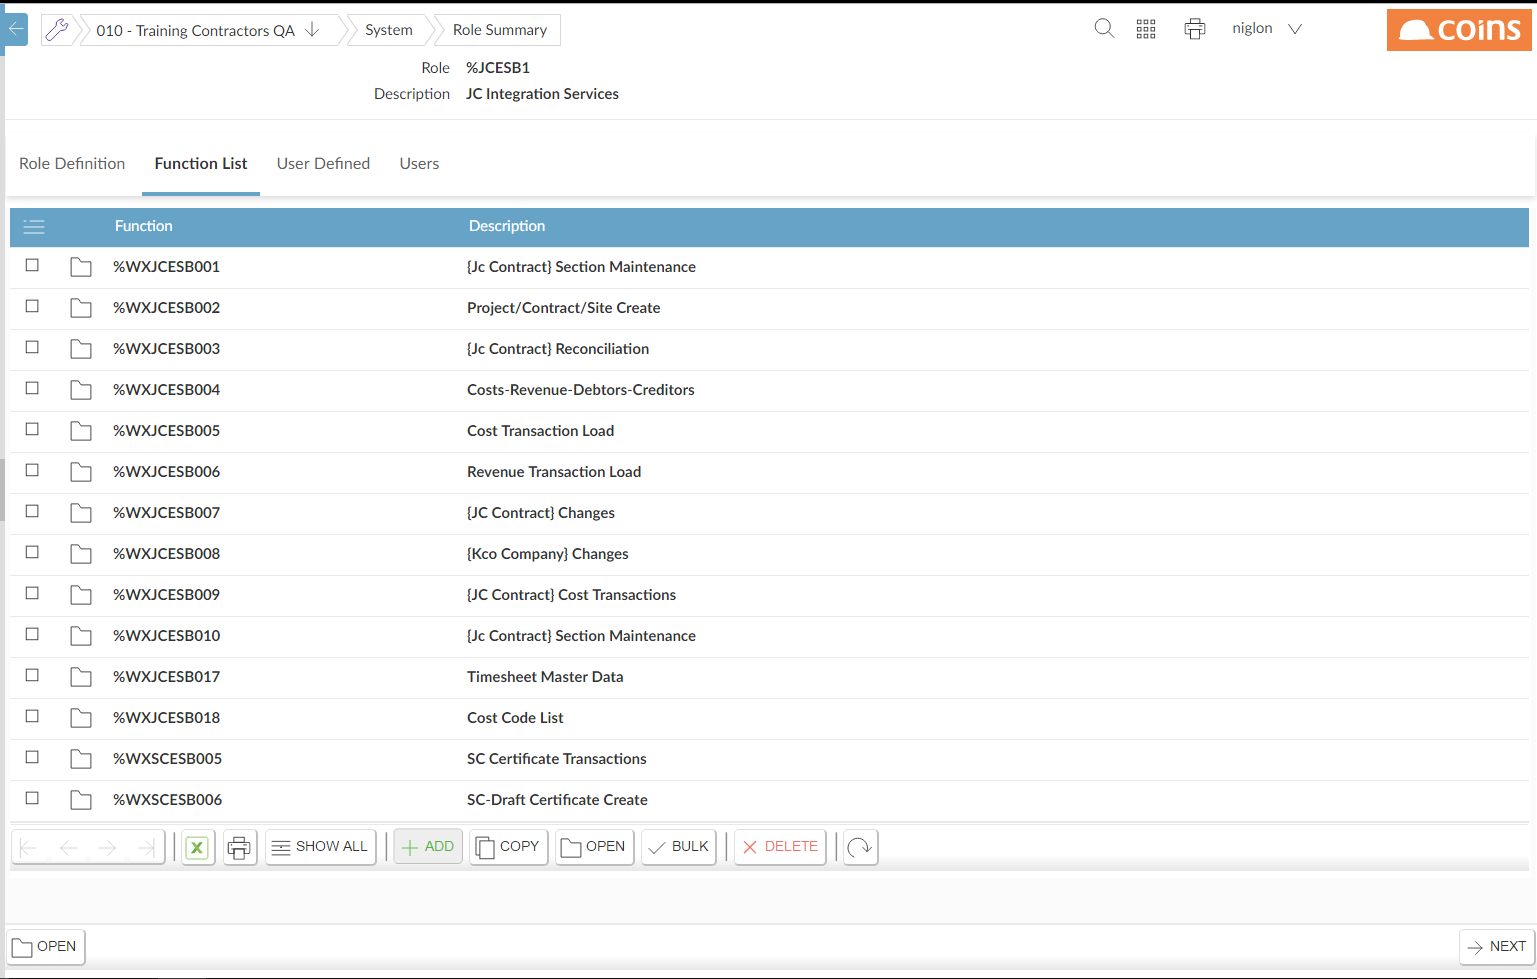 010 - Training Contractors QA
System
Role Summary
niglon
coins
Role %JCESB1
Description JC Integration Services
Role Definition
Function List
User Defined
Users
Function Description
%WXJCESB001 {Jc Contract} Section Maintenance
%WXJCESB002 Project/Contract/Site Create
%WXJCESB003 {Jc Contract} Reconciliation
%WXJCESB004 Costs-Revenue-Debtors-Creditors
%WXJCESB005 Cost Transaction Load
%WXJCESB006 Revenue Transaction Load
%WXJCESB007 {JC Contract} Changes
%WXJCESB008 {Kco Company} Changes
%WXJCESB009 {JC Contract} Cost Transactions
%WXJCESB010 {Jc Contract} Section Maintenance
%WXJCESB017 Timesheet Master Data
%WXJCESB018 Cost Code List
%WXSCESB005 SC Certificate Transactions
%WXSCESB006 SC-Draft Certificate Create
SHOW ALL
ADD
COPY
OPEN
BULK
DELETE
OPEN
NEXT